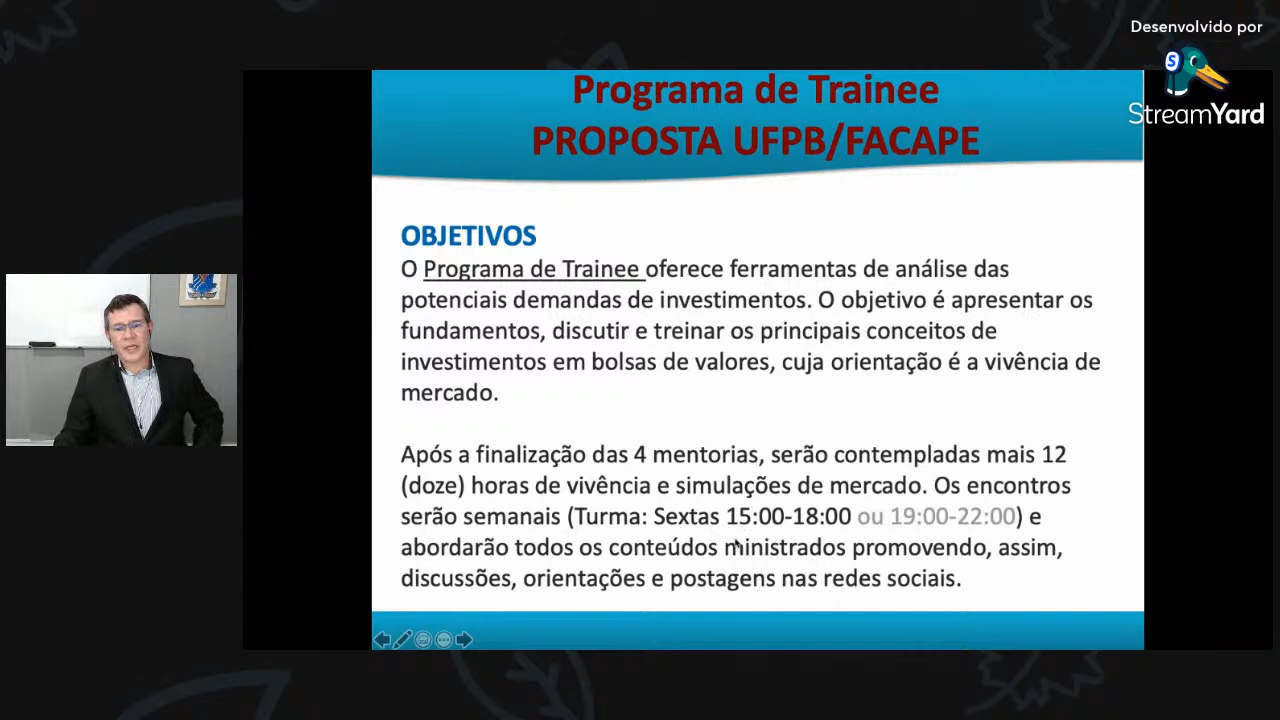 Desenvolvido por
StreamYard
Programa de Trainee
PROPOSTA UFPB/FACAPE
OBJETIVOS
O Programa de Trainee oferece ferramentas de análise das
potenciais demandas de investimentos. O objetivo é apresentar os
fundamentos, discutir e treinar os principais conceitos de
investimentos em bolsas de valores, cuja orientação é a vivência de
mercado.
Após a finalização das 4 mentorias, serão contempladas mais 12
(doze) horas de vivência e simulações de mercado. Os encontros
serão semanais (Turma: Sextas 15:00-18:00 ou 19:00-22:00) e
abordarão todos os conteúdos ministrados promovendo, assim,
discussões, orientações e postagens nas redes sociais.